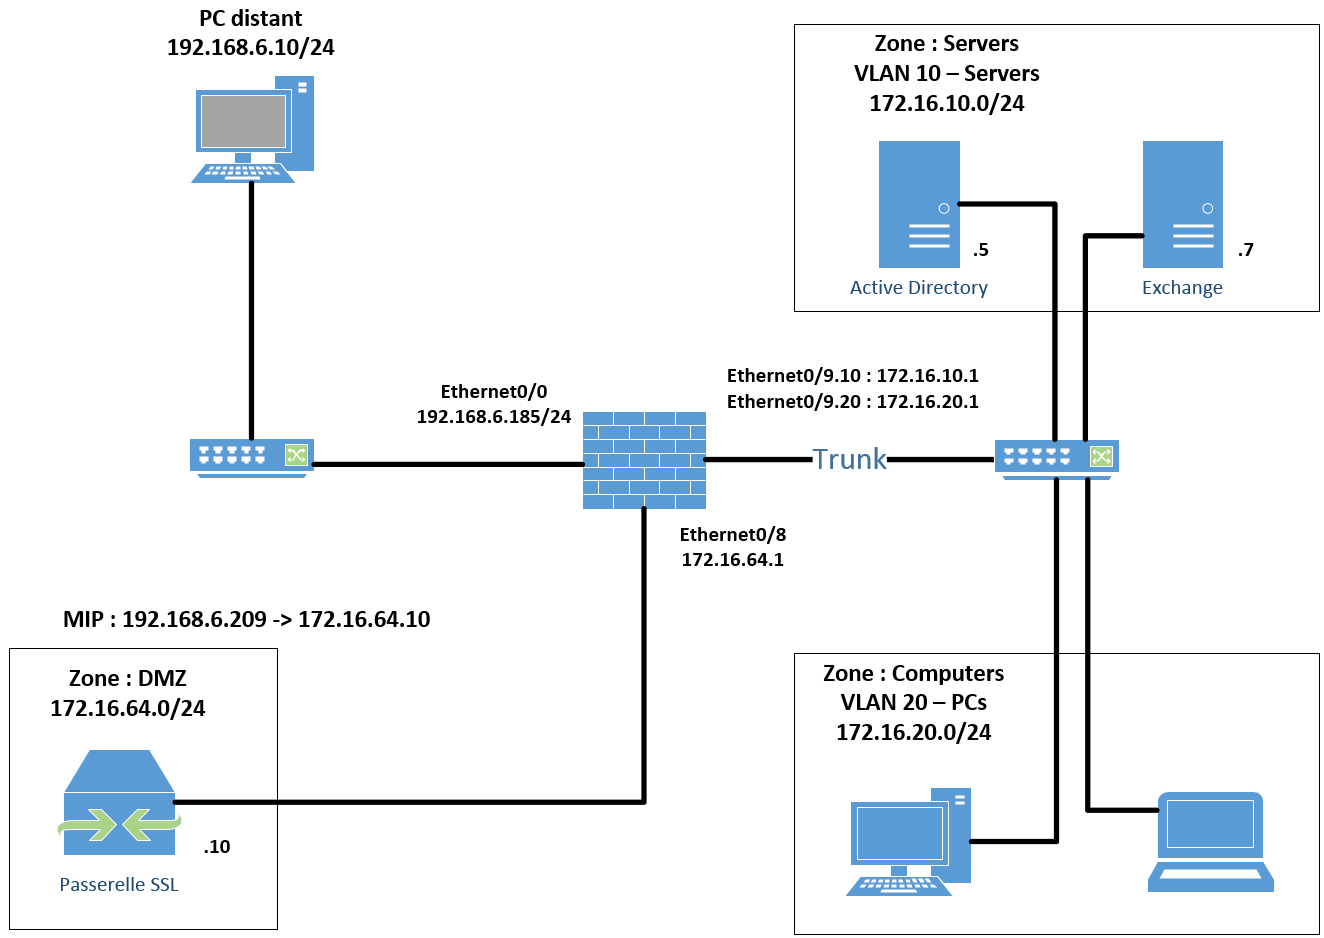 PC distant
192.168.6.10/24
Zone : Servers
VLAN 10 – Servers
172.16.10.0/24
.5
.7
Active Directory
Exchange
Ethernet0/0
192.168.6.185/24
Ethernet0/9.10 : 172.16.10.1
Ethernet0/9.20 : 172.16.20.1
Trunk
Ethernet0/8
172.16.64.1
MIP : 192.168.6.209 -> 172.16.64.10
Zone : DMZ
172.16.64.0/24
.10
Passerelle SSL
Zone : Computers
VLAN 20 – PCs
172.16.20.0/24